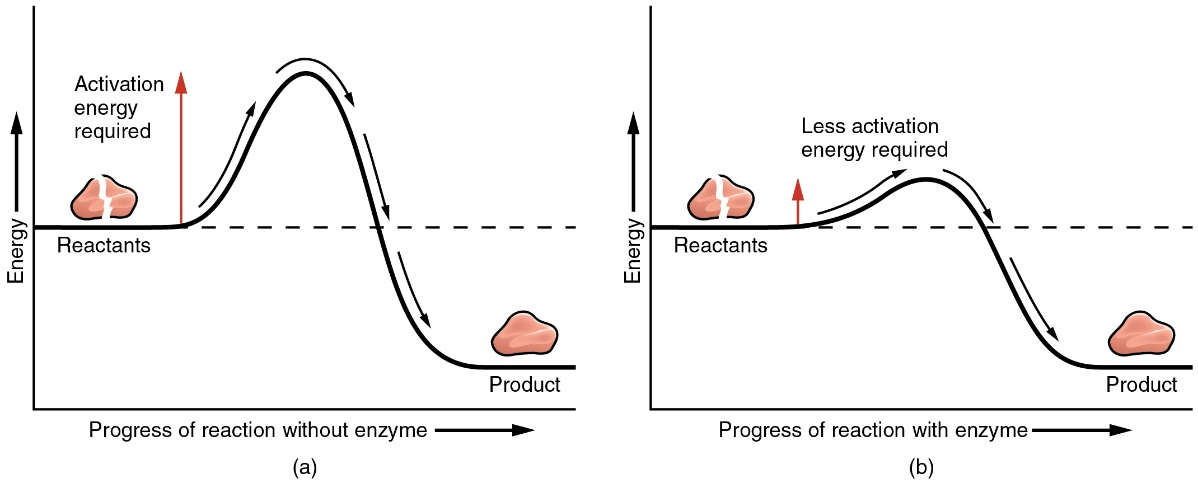 Activation
energy
required
Reactants
Energy
Product
Progress of reaction without enzyme
(a)
Less activation
energy required
Reactants
Energy
Product
Progress of reaction with enzyme
(b)